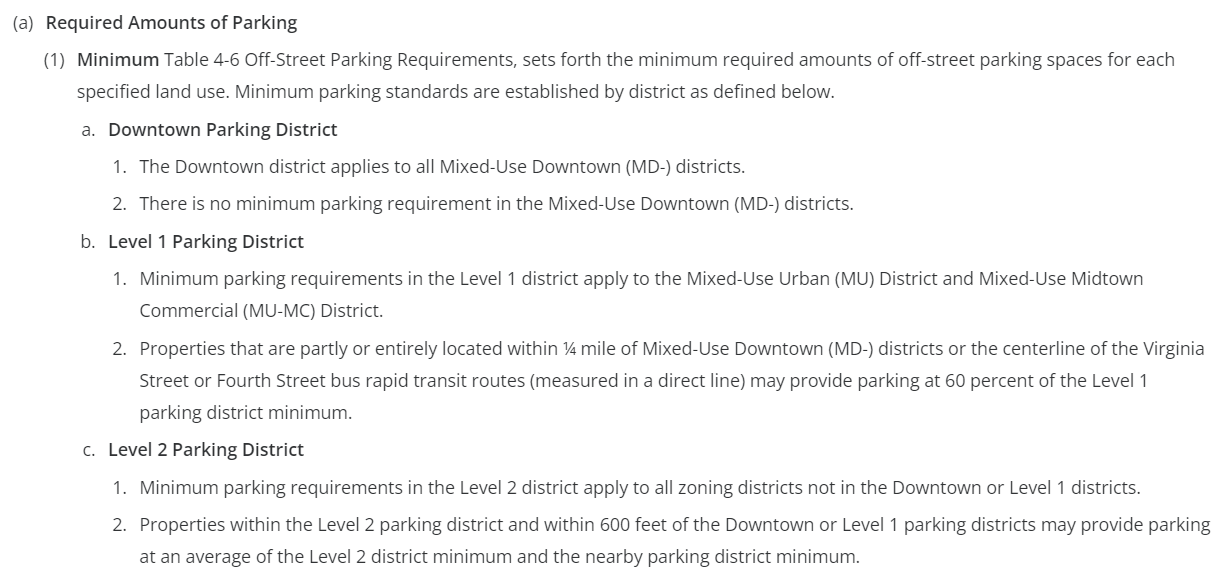 (a) Required Amounts of Parking
(1) Minimum Table 4-6 Off-Street Parking Requirements, sets forth the minimum required amounts of off-street parking spaces for each
specified land use. Minimum parking standards are established by district as defined below.
a. Downtown Parking District
1. The Downtown district applies to all Mixed-Use Downtown (MD-) districts.
2. There is no minimum parking requirement in the Mixed-Use Downtown (MD-) districts.
b. Level 1 Parking District
1. Minimum parking requirements in the Level 1 district apply to the Mixed-Use Urban (MU) District and Mixed-Use Midtown
Commercial (MU-MC) District.
2. Properties that are partly or entirely located within ¼ mile of Mixed-Use Downtown (MD-) districts or the centerline of the Virginia
Street or Fourth Street bus rapid transit routes (measured in a direct line) may provide parking at 60 percent of the Level 1
parking district minimum.
c. Level 2 Parking District
1. Minimum parking requirements in the Level 2 district apply to all zoning districts not in the Downtown or Level 1 districts.
2. Properties within the Level 2 parking district and within 600 feet of the Downtown or Level 1 parking districts may provide parking
at an average of the Level 2 district minimum and the nearby parking district minimum.